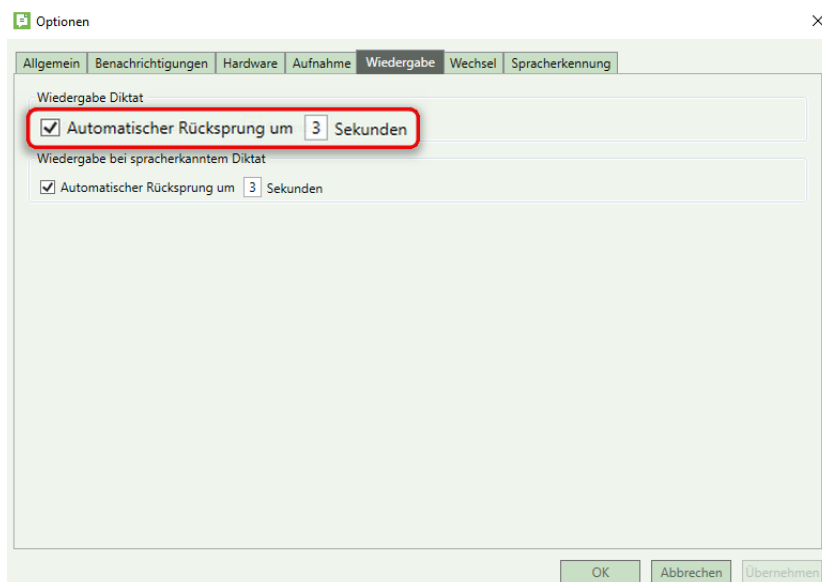 Optionen
Allgemein Benachrichtigungen Hardware Aufnahme Wiedergabe Wechsel Spracherkennung
Wiedergabe Diktat
Automatischer Rücksprung um 3 Sekunden
Wiedergabe bei spracherkanntem Diktat
Automatischer Rücksprung um 3 Sekunden
OK Abbrechen Übernehmen